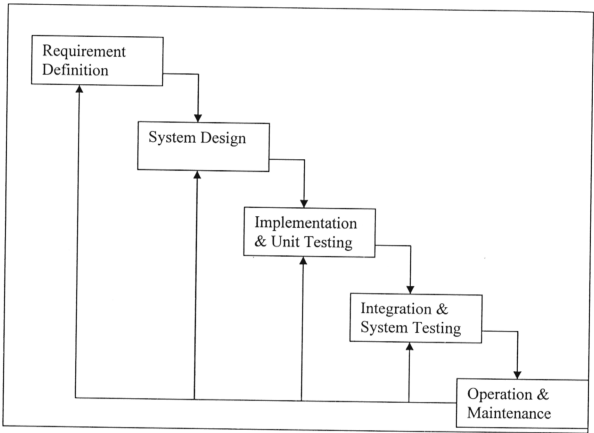 Requirement
Definition
System Design
Implementation
& Unit Testing
Integration &
System Testing
Operation &
Maintenance